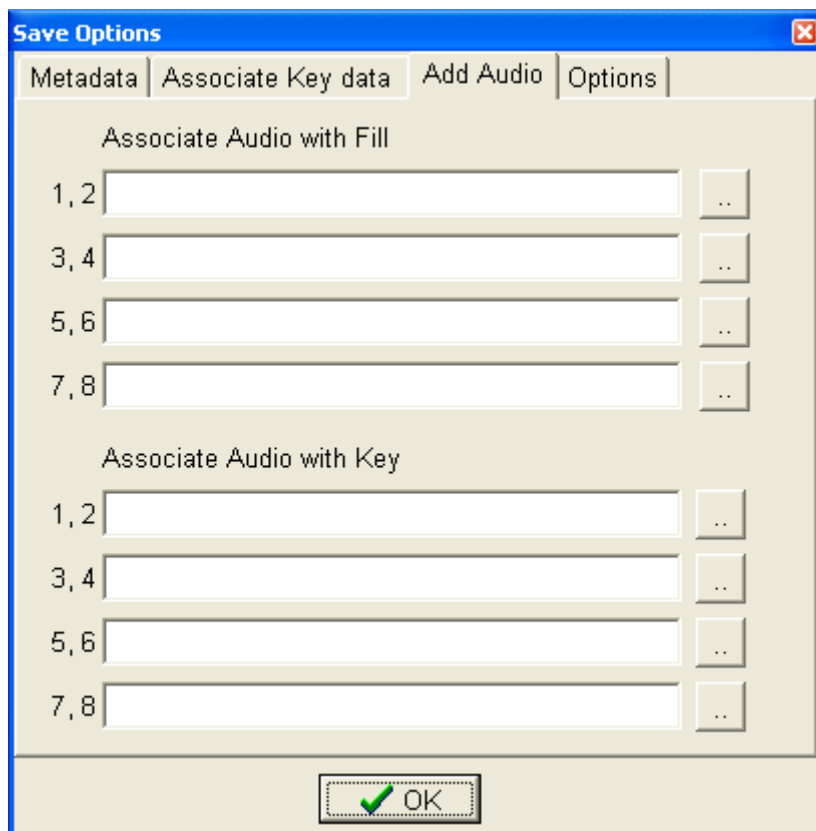 Save Options
Metadata Associate Key data Add Audio Options
Associate Audio with Fill
1, 2 ..
3, 4 ..
5, 6 ..
7, 8 ..
Associate Audio with Key
1, 2 ..
3, 4 ..
5, 6 ..
7, 8 ..
OK